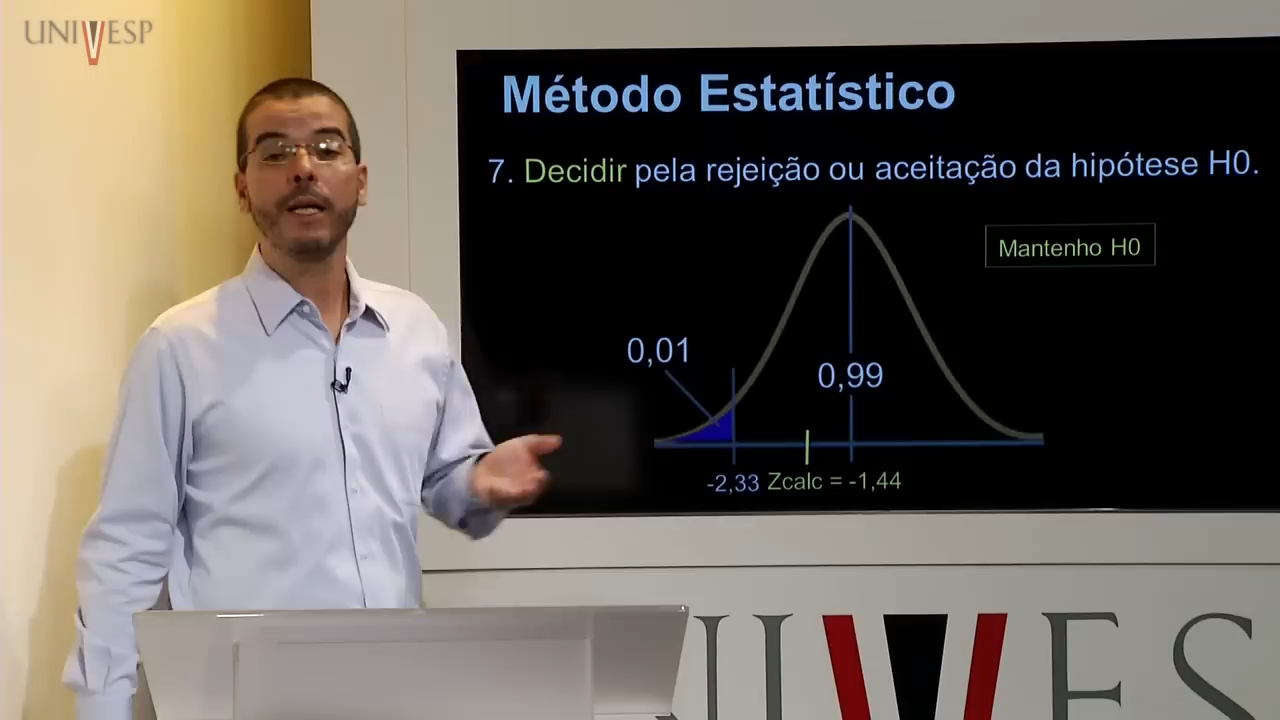 UNIVESP
Método Estatístico
7. Decidir pela rejeição ou aceitação da hipótese H0.
Mantenho H0
0,01
0,99
-2,33 Zcalc = -1,44
UNIVES